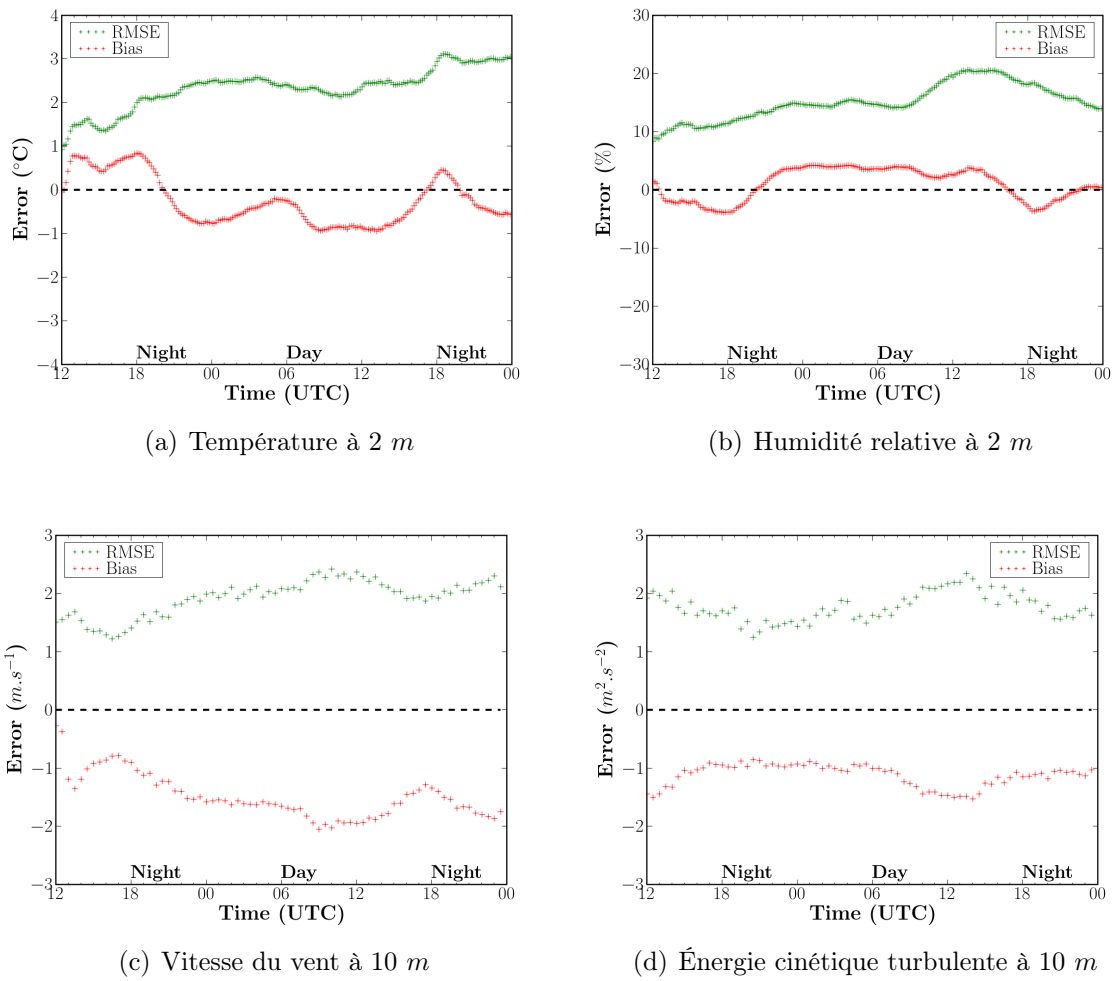 RMSE
Bias
Error (°C)
4
3
2
1
0
−1
−2
−3
−4
Night Day Night
12 18 00 06 12 18 00
Time (UTC)
(a) Température à 2 m
RMSE
Bias
Error (%)
30
20
10
0
−10
−20
−30
Night Day Night
12 18 00 06 12 18 00
Time (UTC)
(b) Humidité relative à 2 m
RMSE
Bias
Error (m.s⁻¹)
3
2
1
0
−1
−2
−3
Night Day Night
12 18 00 06 12 18 00
Time (UTC)
(c) Vitesse du vent à 10 m
RMSE
Bias
Error (m².s⁻²)
3
2
1
0
−1
−2
−3
Night Day Night
12 18 00 06 12 18 00
Time (UTC)
(d) Énergie cinétique turbulente à 10 m